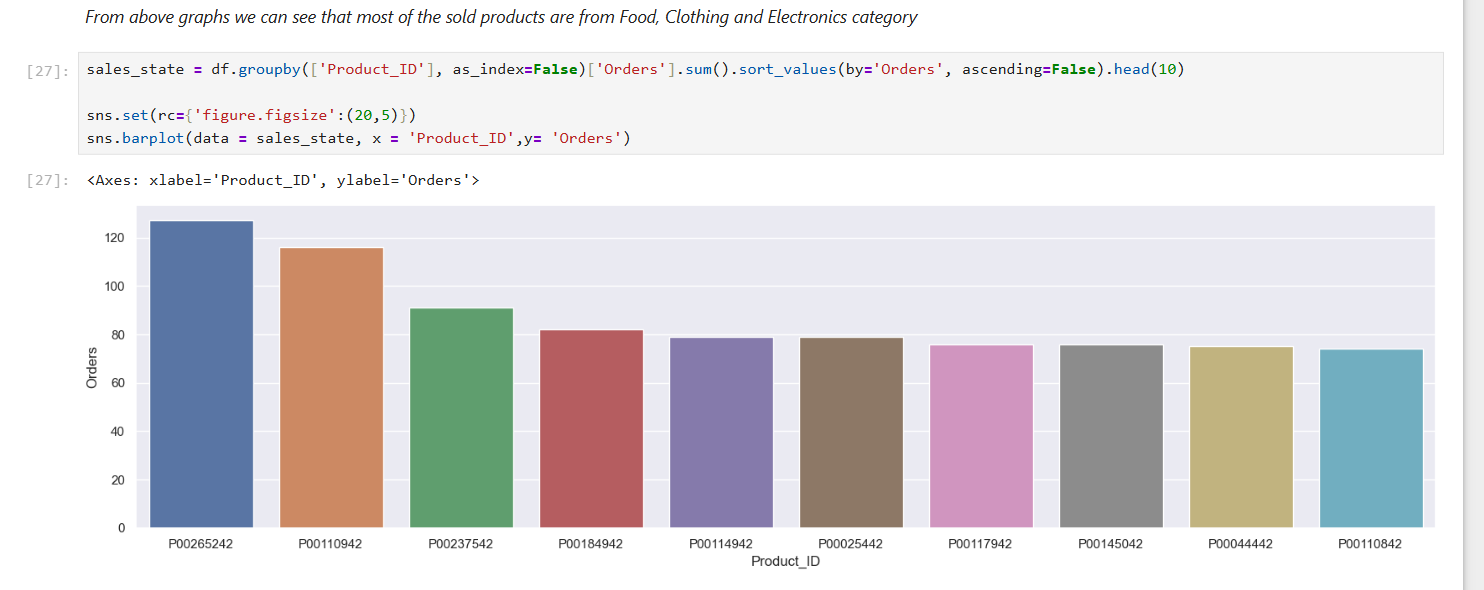 From above graphs we can see that most of the sold products are from Food, Clothing and Electronics category
[27]: sales_state = df.groupby(['Product_ID'], as_index=False)['Orders'].sum().sort_values(by='Orders', ascending=False).head(10)
sns.set(rc={'figure.figsize':(20,5)})
sns.barplot(data = sales_state, x = 'Product_ID',y= 'Orders')
[27]: <Axes: xlabel='Product_ID', ylabel='Orders'>
120
100
80
60
40
20
0
Orders
P00265242 P00110942 P00237542 P00184942 P00114942 P00025442 P00117942 P00145042 P00044442 P00110842
Product_ID